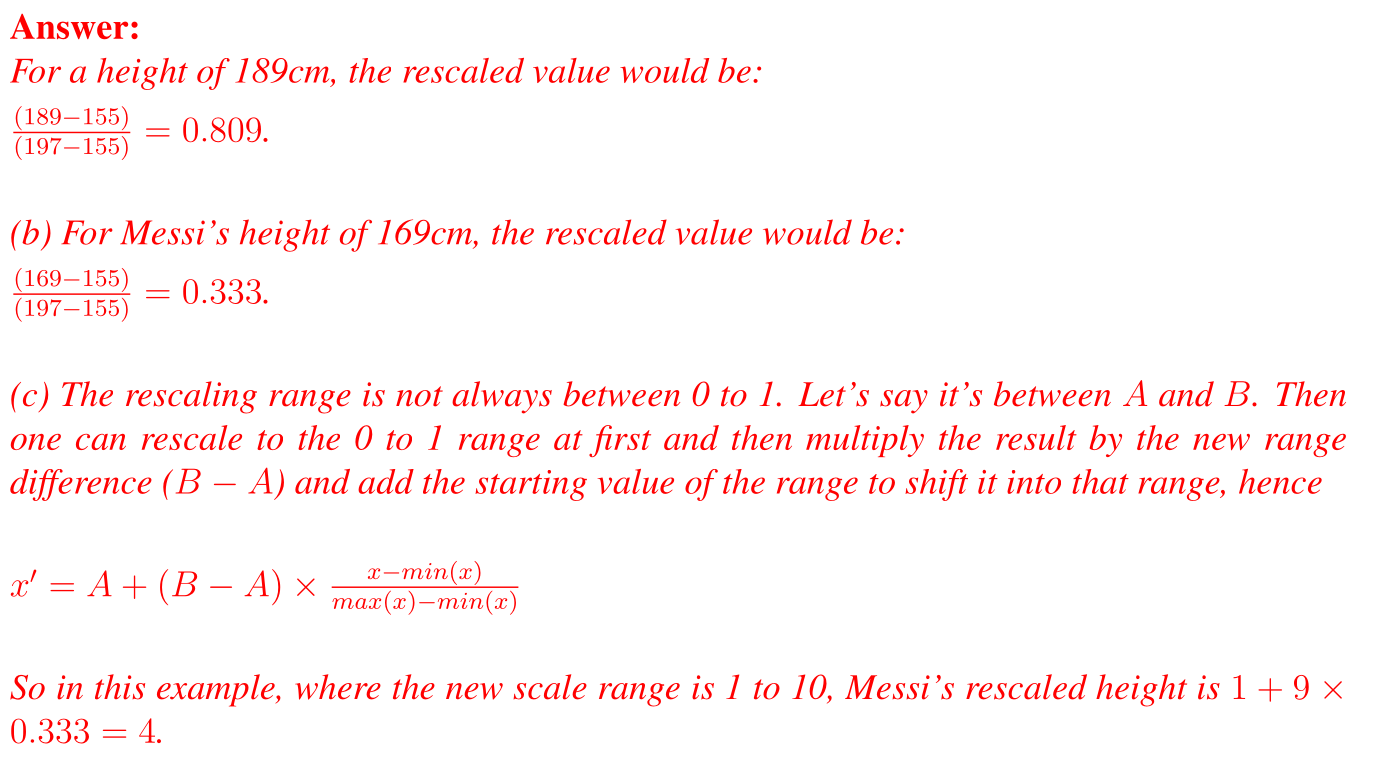 Answer:
For a height of 189cm, the rescaled value would be:
(189−155)/(197−155) = 0.809.
(b) For Messi's height of 169cm, the rescaled value would be:
(169−155)/(197−155) = 0.333.
(c) The rescaling range is not always between 0 to 1. Let's say it's between A and B. Then
one can rescale to the 0 to 1 range at first and then multiply the result by the new range
difference (B − A) and add the starting value of the range to shift it into that range, hence
x′ = A + (B − A) × (x−min(x))/(max(x)−min(x))
So in this example, where the new scale range is 1 to 10, Messi's rescaled height is 1 + 9 ×
0.333 = 4.